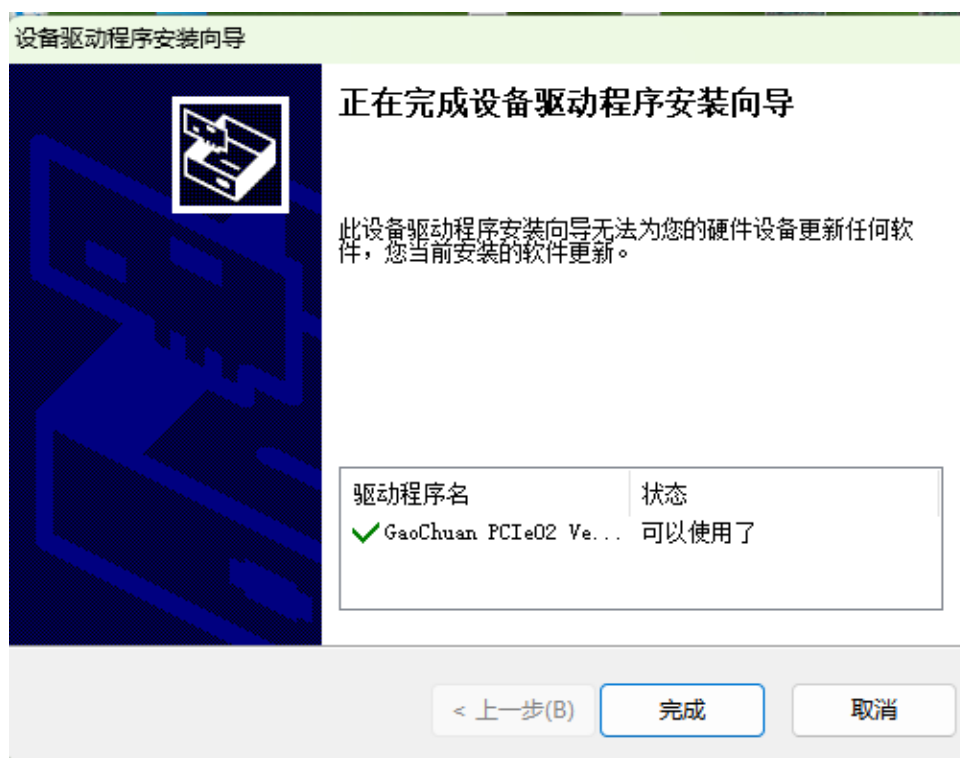 设备驱动程序安装向导
正在完成设备驱动程序安装向导
此设备驱动程序安装向导无法为您的硬件设备更新任何软
件，您当前安装的软件更新。
驱动程序名 状态
GaoChuan PCIe02 Ve... 可以使用了
< 上一步(B) 完成 取消